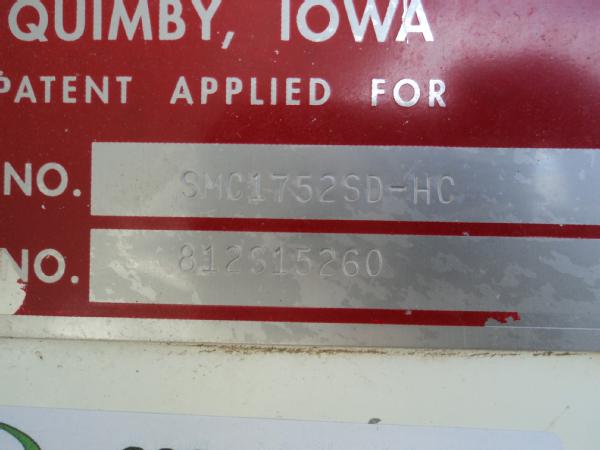 QUIMBY, IOWA
PATENT APPLIED FOR
NO. SMC1752SD-HC
NO. 812S15260